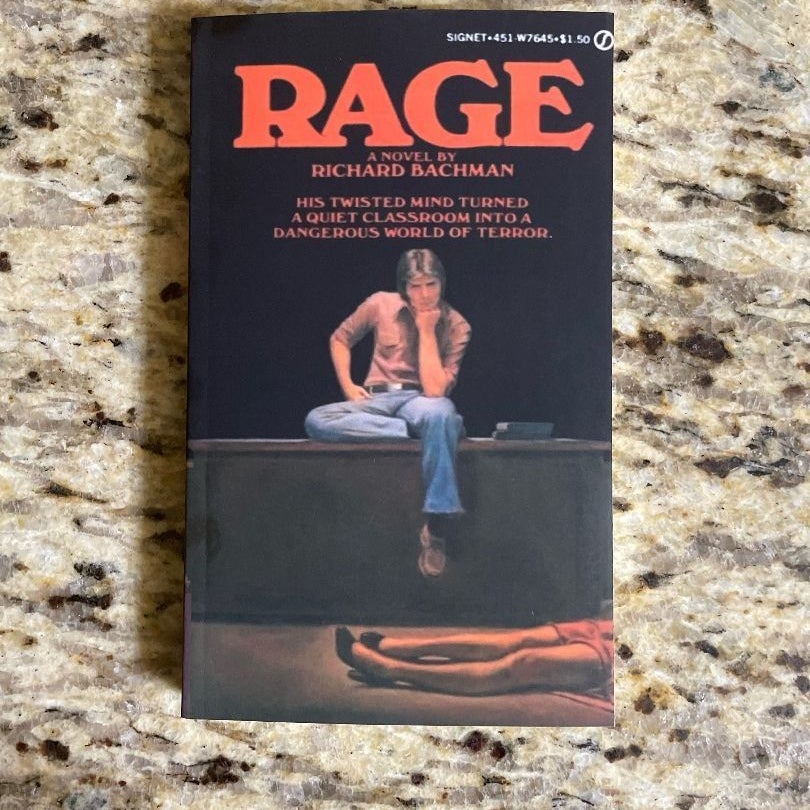 SIGNET•451-W7645•$1.50
RAGE
A NOVEL BY
RICHARD BACHMAN
HIS TWISTED MIND TURNED
A QUIET CLASSROOM INTO A
DANGEROUS WORLD OF TERROR.